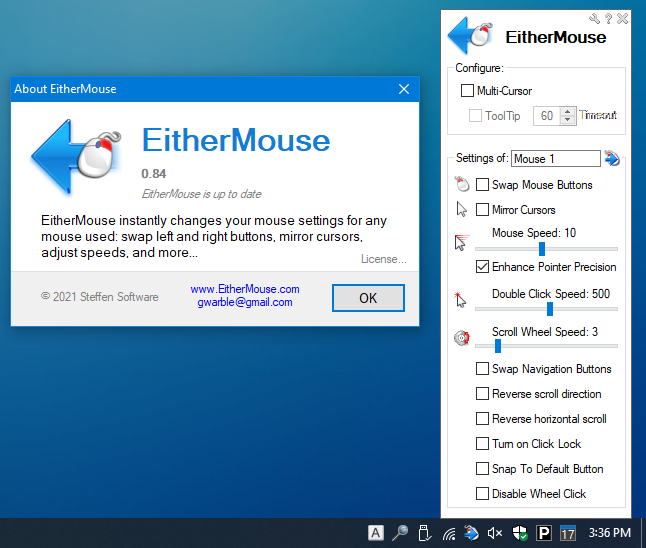 EitherMouse
Configure:
Multi-Cursor
ToolTip 60 Timeout
Settings of: Mouse 1
Swap Mouse Buttons
Mirror Cursors
Mouse Speed: 10
Enhance Pointer Precision
Double Click Speed: 500
Scroll Wheel Speed: 3
Swap Navigation Buttons
Reverse scroll direction
Reverse horizontal scroll
Turn on Click Lock
Snap To Default Button
Disable Wheel Click
About EitherMouse
EitherMouse
0.84
EitherMouse is up to date
EitherMouse instantly changes your mouse settings for any
mouse used: swap left and right buttons, mirror cursors,
adjust speeds, and more...
License...
© 2021 Steffen Software
www.EitherMouse.com
gwarble@gmail.com
OK
A P 17 3:36 PM